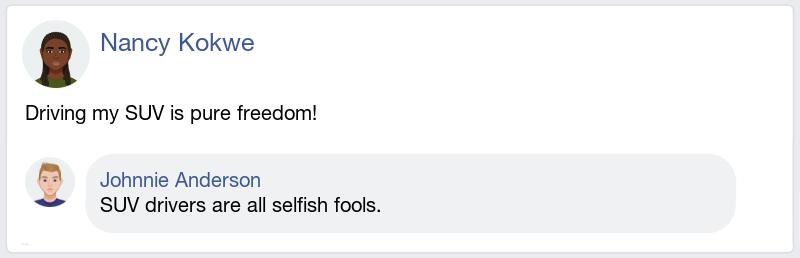 Nancy Kokwe
Driving my SUV is pure freedom!
Johnnie Anderson
SUV drivers are all selfish fools.